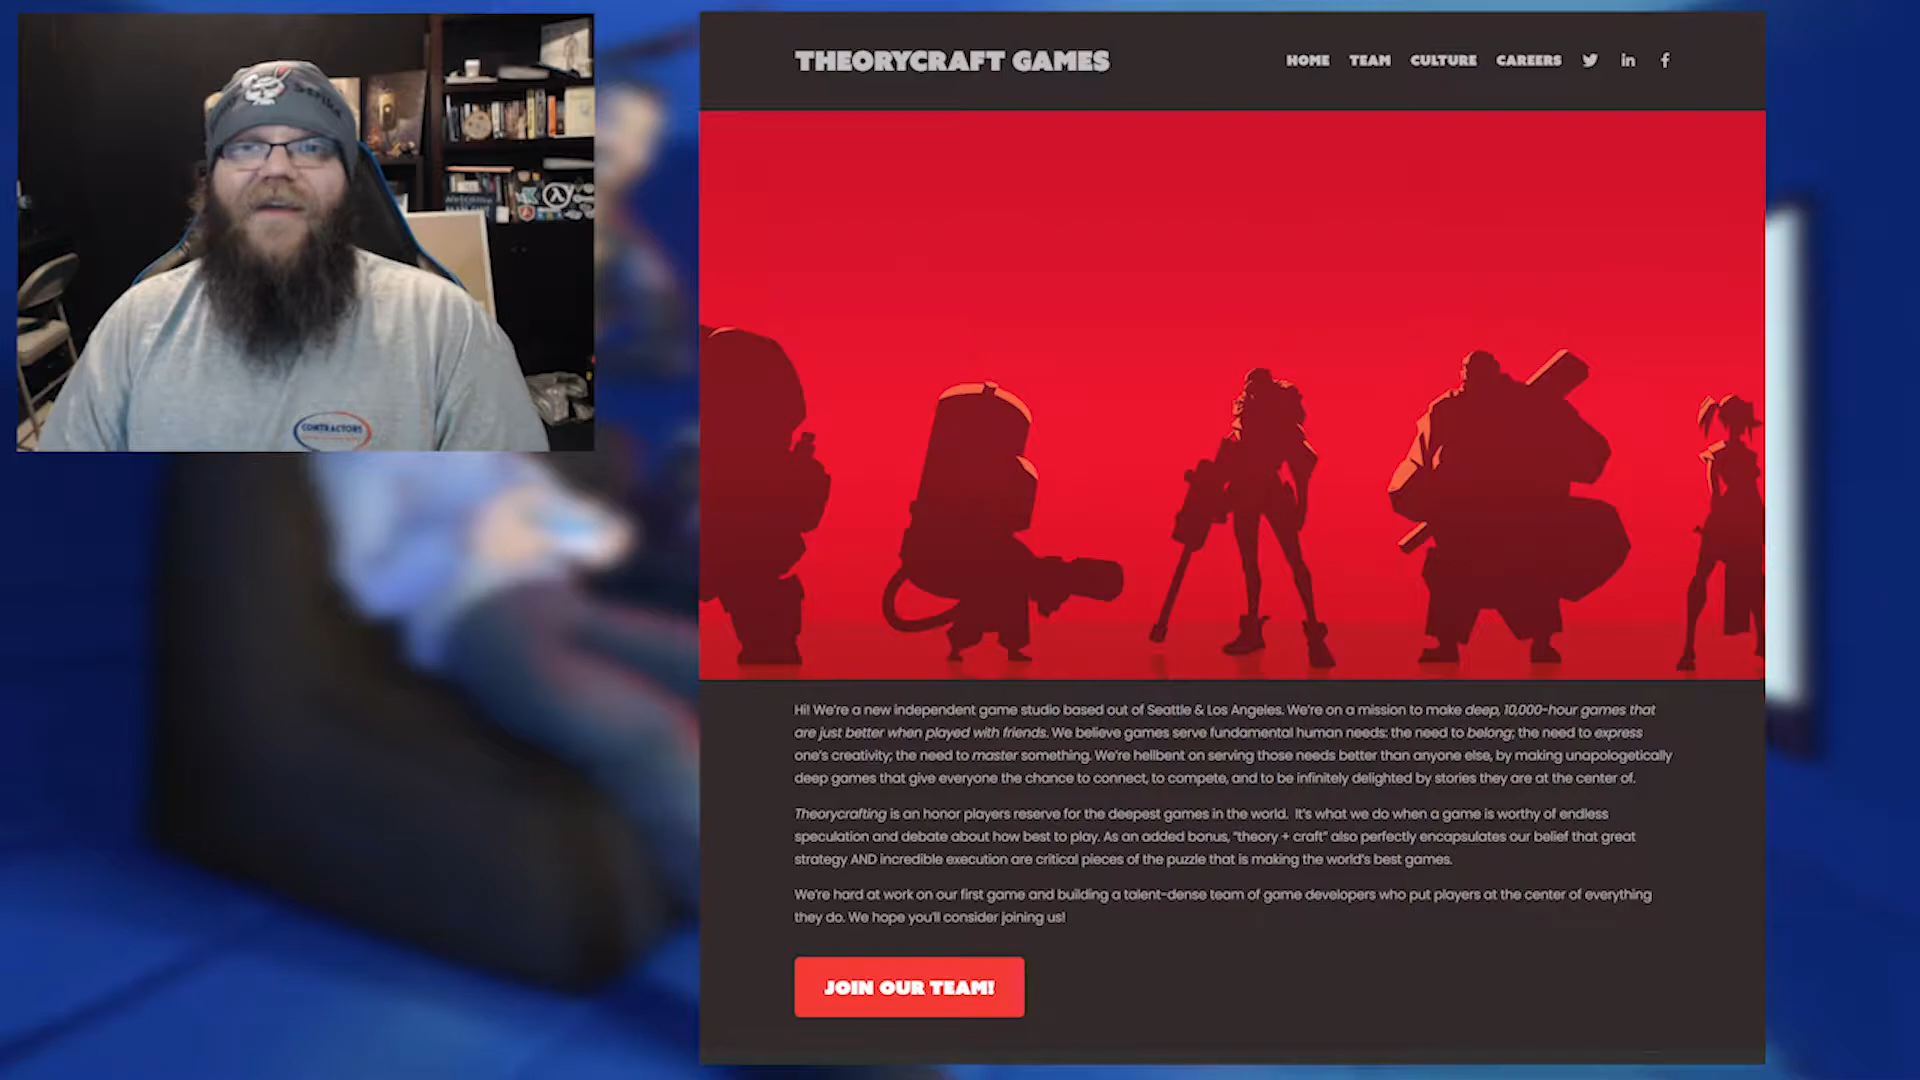 Strike
CONTRACTORS
THEORYCRAFT GAMES
HOME TEAM CULTURE CAREERS
Hi! We're a new independent game studio based out of Seattle & Los Angeles. We're on a mission to make deep, 10,000-hour games that
are just better when played with friends. We believe games serve fundamental human needs: the need to belong; the need to express
one's creativity; the need to master something. We're hellbent on serving those needs better than anyone else, by making unapologetically
deep games that give everyone the chance to connect, to compete, and to be infinitely delighted by stories they are at the center of.
Theorycrafting is an honor players reserve for the deepest games in the world. It's what we do when a game is worthy of endless
speculation and debate about how best to play. As an added bonus, "theory + craft" also perfectly encapsulates our belief that great
strategy AND incredible execution are critical pieces of the puzzle that is making the world's best games.
We're hard at work on our first game and building a talent-dense team of game developers who put players at the center of everything
they do. We hope you'll consider joining us!
JOIN OUR TEAM!